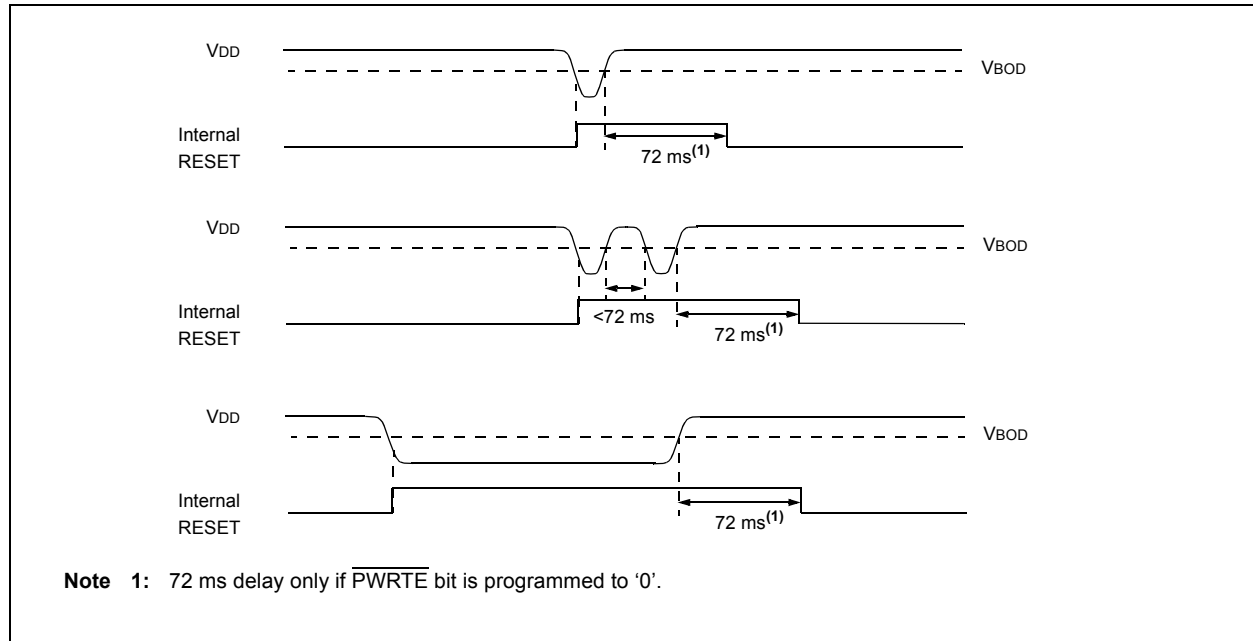 VDD
VBOD
Internal
RESET
72 ms(1)
VDD
VBOD
Internal
RESET
<72 ms
72 ms(1)
VDD
VBOD
Internal
RESET
72 ms(1)
Note 1: 72 ms delay only if PWRTE bit is programmed to ‘0’.